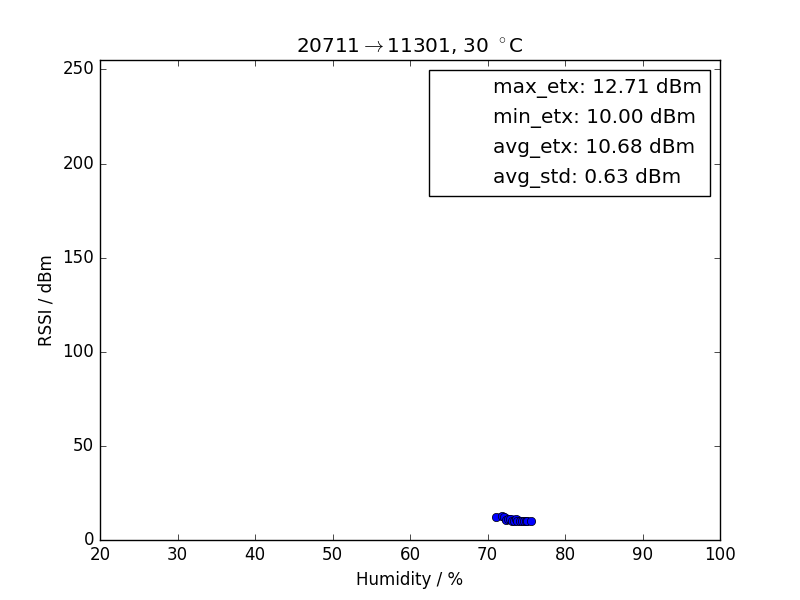 20711→11301, 30 °C
max_etx: 12.71 dBm
min_etx: 10.00 dBm
avg_etx: 10.68 dBm
avg_std: 0.63 dBm
RSSI / dBm
250
200
150
100
50
0
20 30 40 50 60 70 80 90 100
Humidity / %